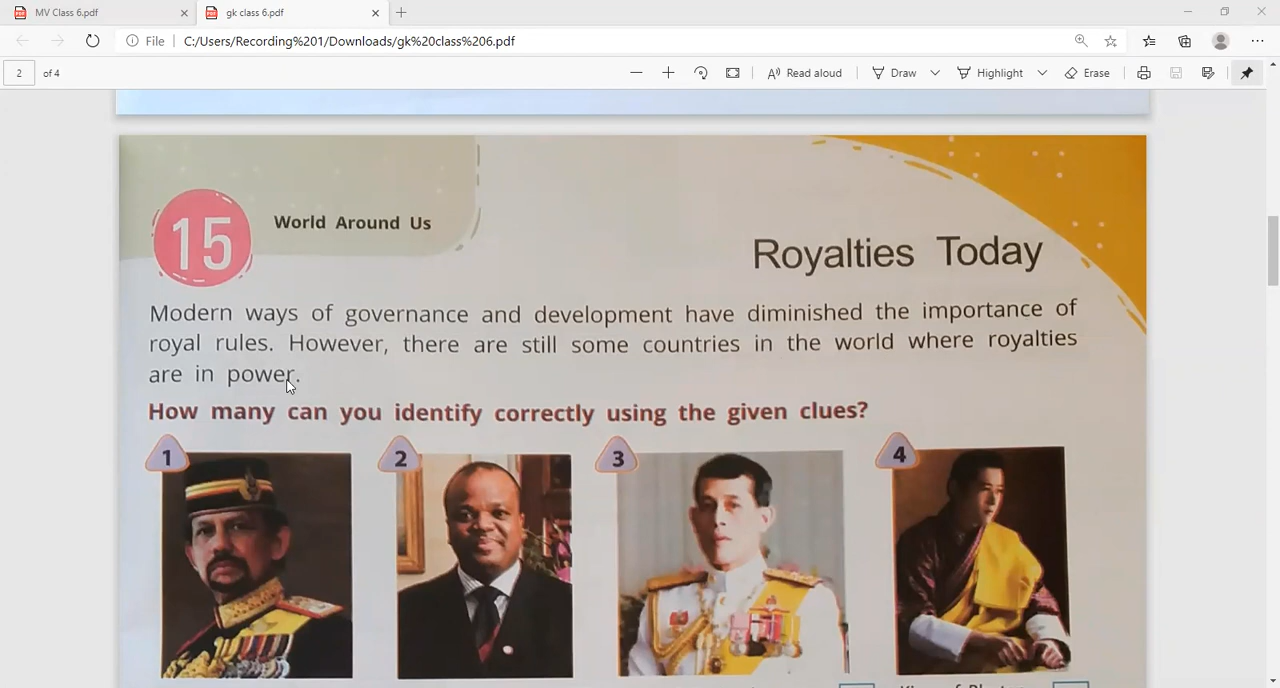 MV Class 6.pdf
gk class 6.pdf
File
C:/Users/Recording%201/Downloads/gk%20class%206.pdf
2 of 4
Read aloud
Draw
Highlight
Erase
15
World Around Us
Royalties Today
Modern ways of governance and development have diminished the importance of
royal rules. However, there are still some countries in the world where royalties
are in power.
How many can you identify correctly using the given clues?
1
2
3
4